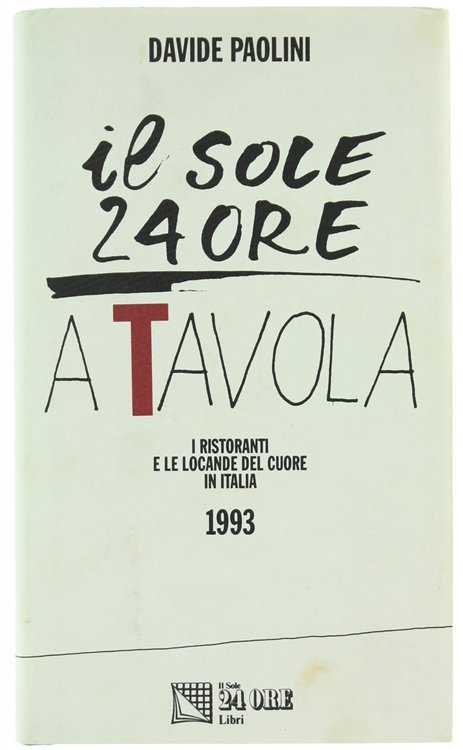 DAVIDE PAOLINI
il SOLE
24 ORE
A TAVOLA
I RISTORANTI
E LE LOCANDE DEL CUORE
IN ITALIA
1993
Il Sole
24 ORE
Libri